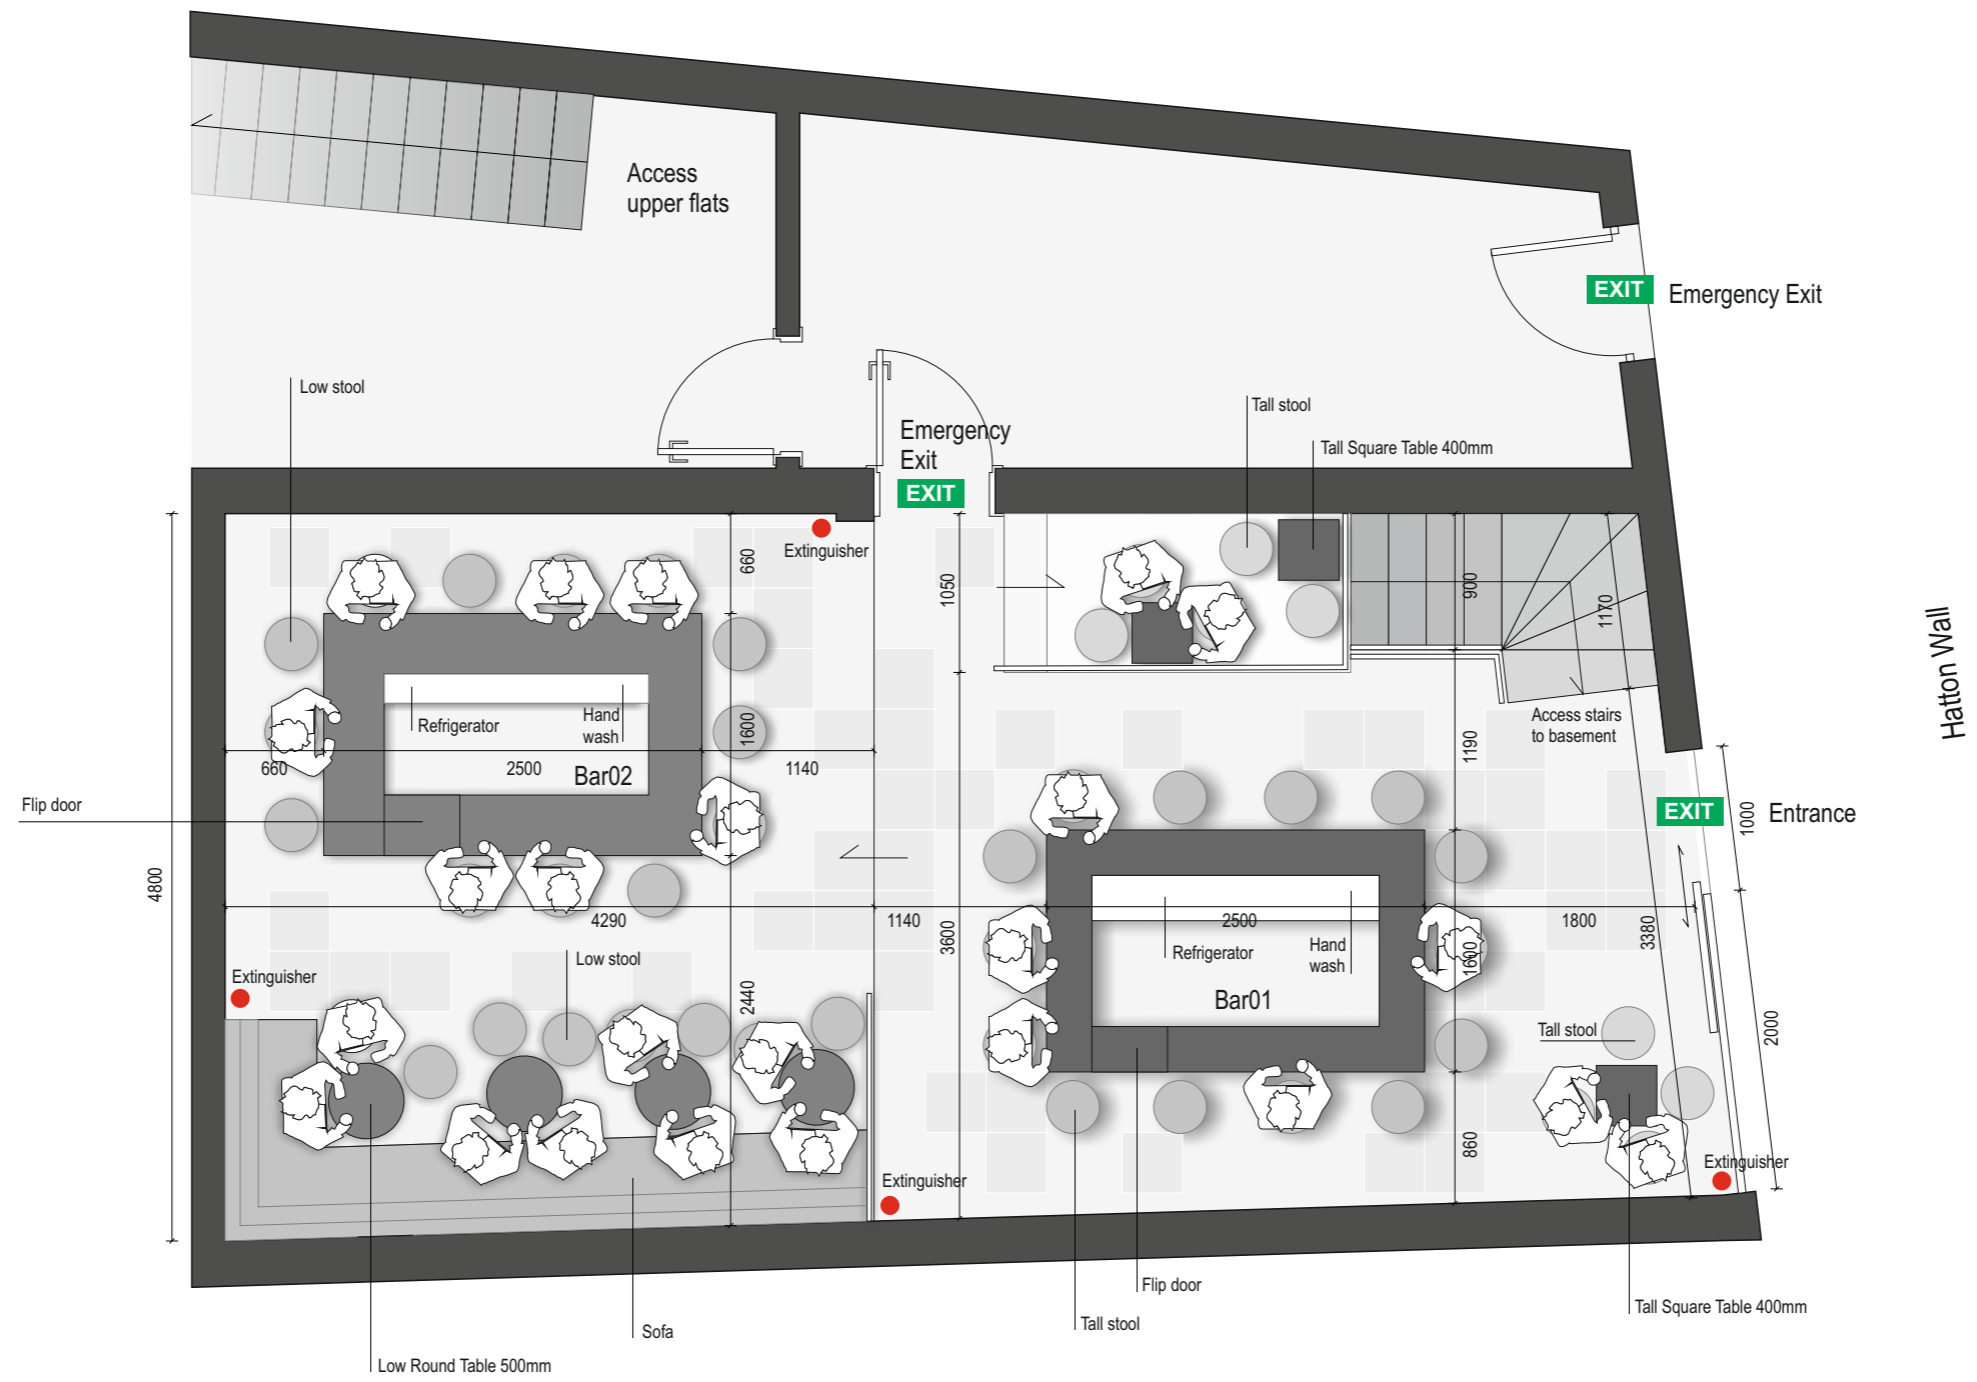 Access
upper flats
EXIT
Emergency Exit
Low stool
Tall stool
Emergency
Exit
EXIT
Tall Square Table 400mm
Extinguisher
660
1050
900
1170
Hatton Wall
Refrigerator
Hand
wash
1600
Access stairs
to basement
1190
660
2500
Bar02
1140
Flip door
EXIT
Entrance
1000
4800
4290
1140
3600
2500
1800
3380
Refrigerator
Hand
wash
1600
Low stool
Extinguisher
2440
Bar01
Tall stool
2000
860
Extinguisher
Extinguisher
Flip door
Tall Square Table 400mm
Tall stool
Sofa
Low Round Table 500mm